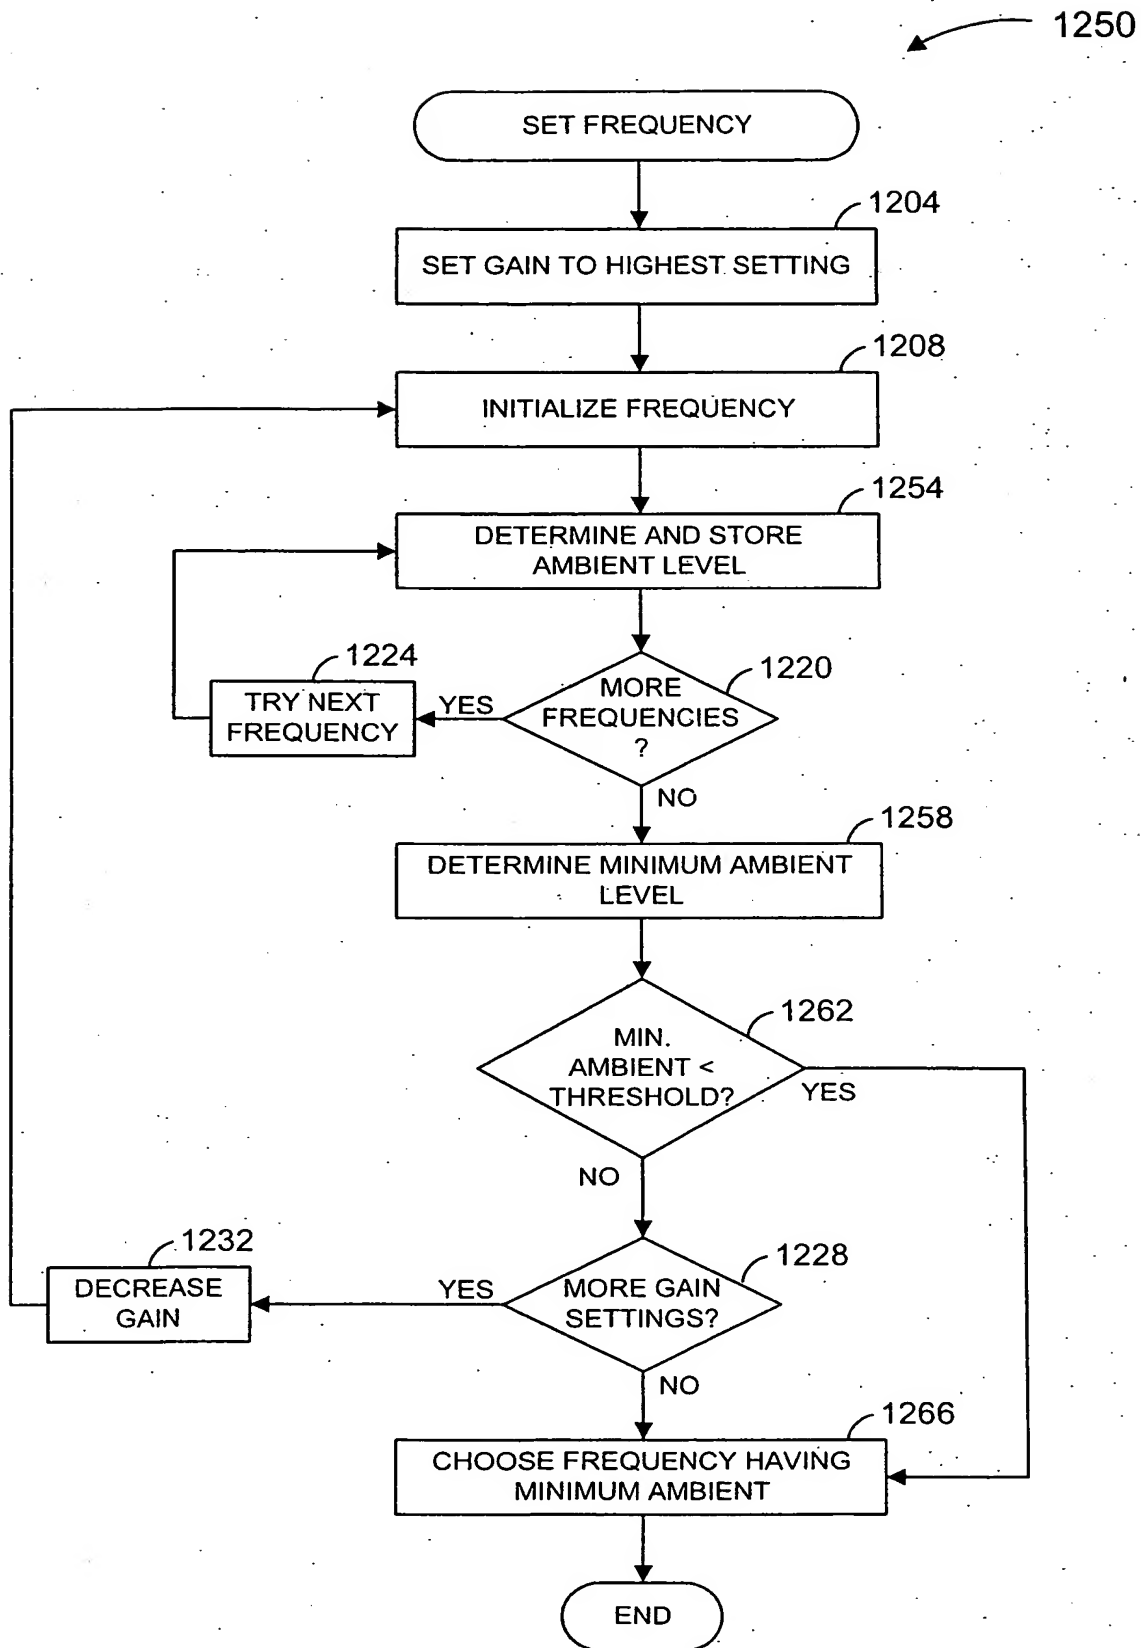 1250
SET FREQUENCY
1204
SET GAIN TO HIGHEST SETTING
1208
INITIALIZE FREQUENCY
1254
DETERMINE AND STORE
AMBIENT LEVEL
1224
TRY NEXT
FREQUENCY
YES
1220
MORE
FREQUENCIES
?
NO
1258
DETERMINE MINIMUM AMBIENT
LEVEL
1262
MIN.
AMBIENT <
THRESHOLD?
YES
NO
1232
DECREASE
GAIN
YES
1228
MORE GAIN
SETTINGS?
NO
1266
CHOOSE FREQUENCY HAVING
MINIMUM AMBIENT
END